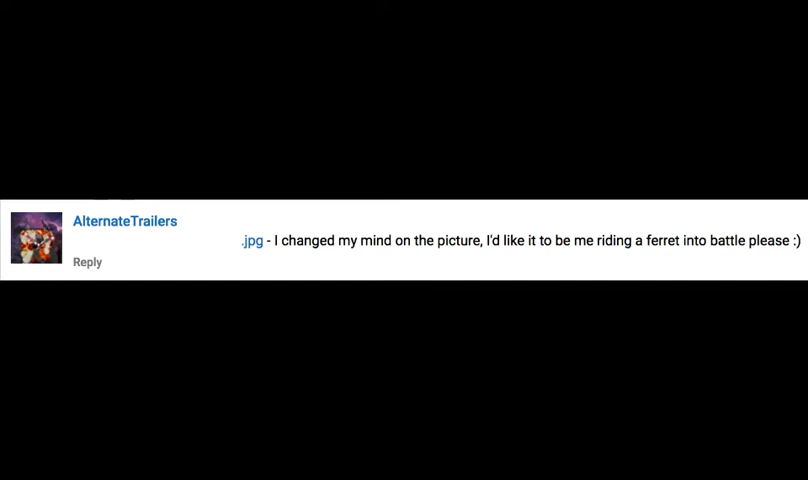 AlternateTrailers
.jpg - I changed my mind on the picture, I'd like it to be me riding a ferret into battle please :)
Reply